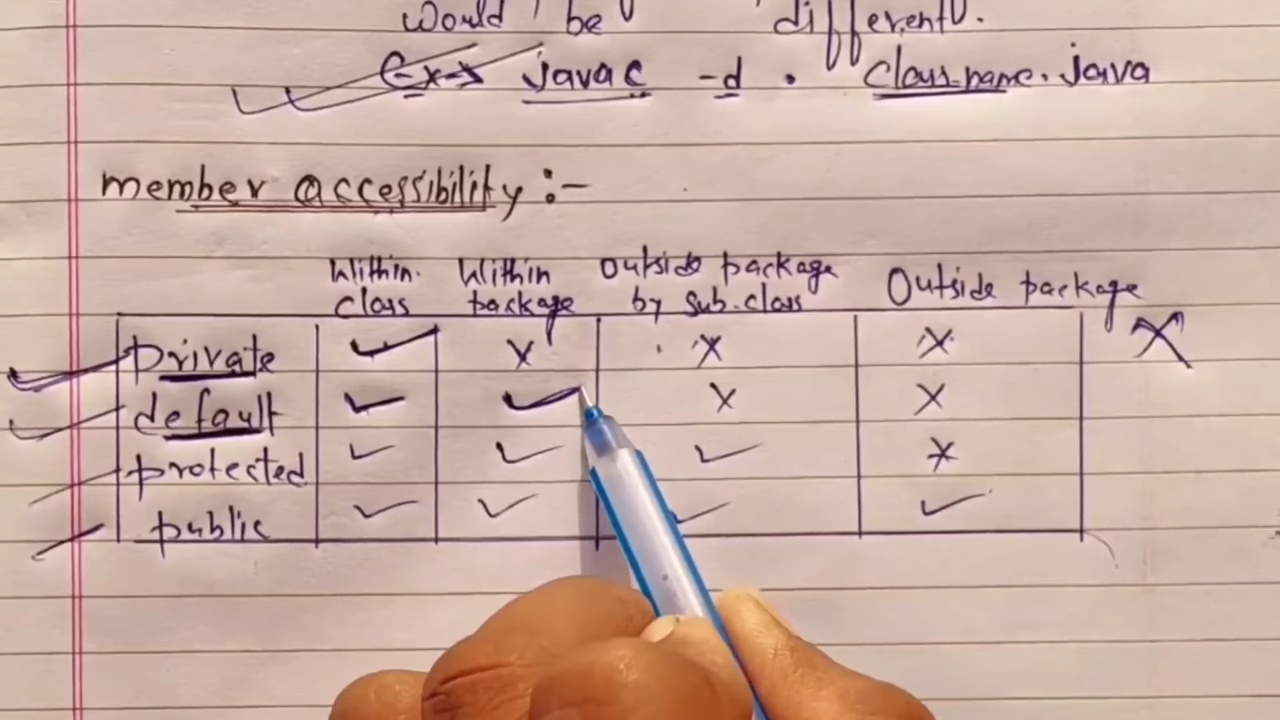 would be different.
Ex→ javac -d . Class-name.java
member accessibility :-
Within class Within package Outside package by sub-class Outside package
private ✓ x x x x
default ✓ ✓ x x
protected ✓ ✓ ✓ x
public ✓ ✓ ✓ ✓